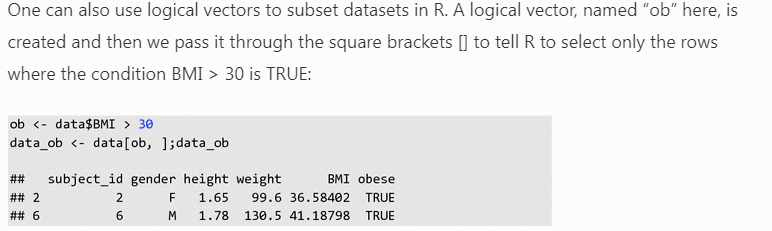 One can also use logical vectors to subset datasets in R. A logical vector, named “ob” here, is
created and then we pass it through the square brackets [] to tell R to select only the rows
where the condition BMI > 30 is TRUE:
ob <- data$BMI > 30
data_ob <- data[ob, ];data_ob
##   subject_id gender height weight      BMI obese
## 2          2      F   1.65   99.6 36.58402  TRUE
## 6          6      M   1.78  130.5 41.18798  TRUE